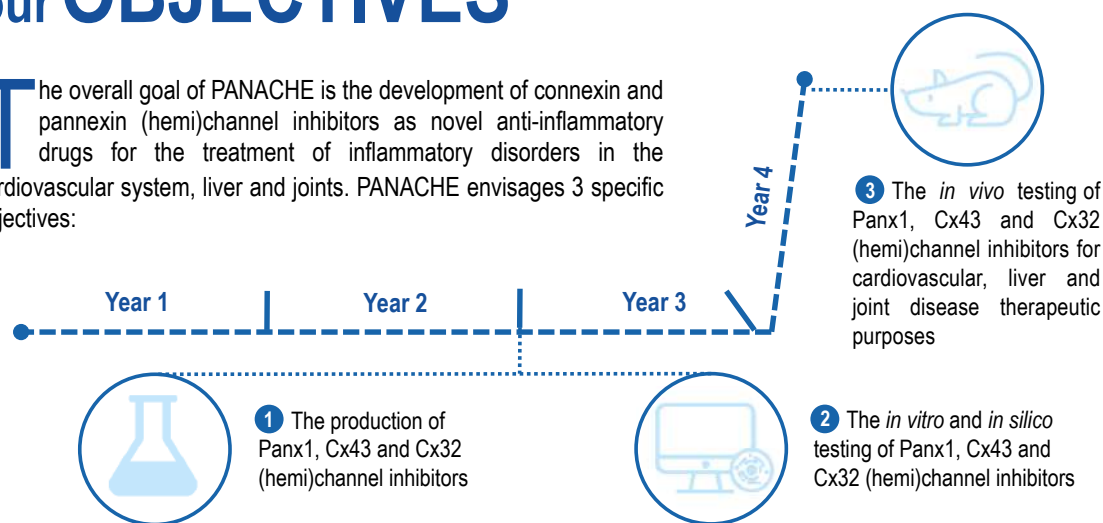 our OBJECTIVES
The overall goal of PANACHE is the development of connexin and
pannexin (hemi)channel inhibitors as novel anti-inflammatory
drugs for the treatment of inflammatory disorders in the
rdiovascular system, liver and joints. PANACHE envisages 3 specific
jectives:
Year 1
Year 2
Year 3
Year 4
1 The production of
Panx1, Cx43 and Cx32
(hemi)channel inhibitors
2 The in vitro and in silico
testing of Panx1, Cx43 and
Cx32 (hemi)channel inhibitors
3 The in vivo testing of
Panx1, Cx43 and Cx32
(hemi)channel inhibitors for
cardiovascular, liver and
joint disease therapeutic
purposes